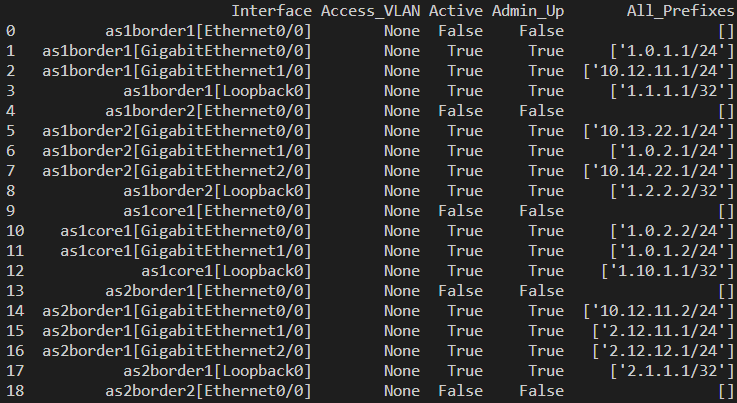 Interface Access_VLAN Active Admin_Up All_Prefixes
0 as1border1[Ethernet0/0] None False False []
1 as1border1[GigabitEthernet0/0] None True True ['1.0.1.1/24']
2 as1border1[GigabitEthernet1/0] None True True ['10.12.11.1/24']
3 as1border1[Loopback0] None True True ['1.1.1.1/32']
4 as1border2[Ethernet0/0] None False False []
5 as1border2[GigabitEthernet0/0] None True True ['10.13.22.1/24']
6 as1border2[GigabitEthernet1/0] None True True ['1.0.2.1/24']
7 as1border2[GigabitEthernet2/0] None True True ['10.14.22.1/24']
8 as1border2[Loopback0] None True True ['1.2.2.2/32']
9 as1core1[Ethernet0/0] None False False []
10 as1core1[GigabitEthernet0/0] None True True ['1.0.2.2/24']
11 as1core1[GigabitEthernet1/0] None True True ['1.0.1.2/24']
12 as1core1[Loopback0] None True True ['1.10.1.1/32']
13 as2border1[Ethernet0/0] None False False []
14 as2border1[GigabitEthernet0/0] None True True ['10.12.11.2/24']
15 as2border1[GigabitEthernet1/0] None True True ['2.12.11.1/24']
16 as2border1[GigabitEthernet2/0] None True True ['2.12.12.1/24']
17 as2border1[Loopback0] None True True ['2.1.1.1/32']
18 as2border2[Ethernet0/0] None False False []